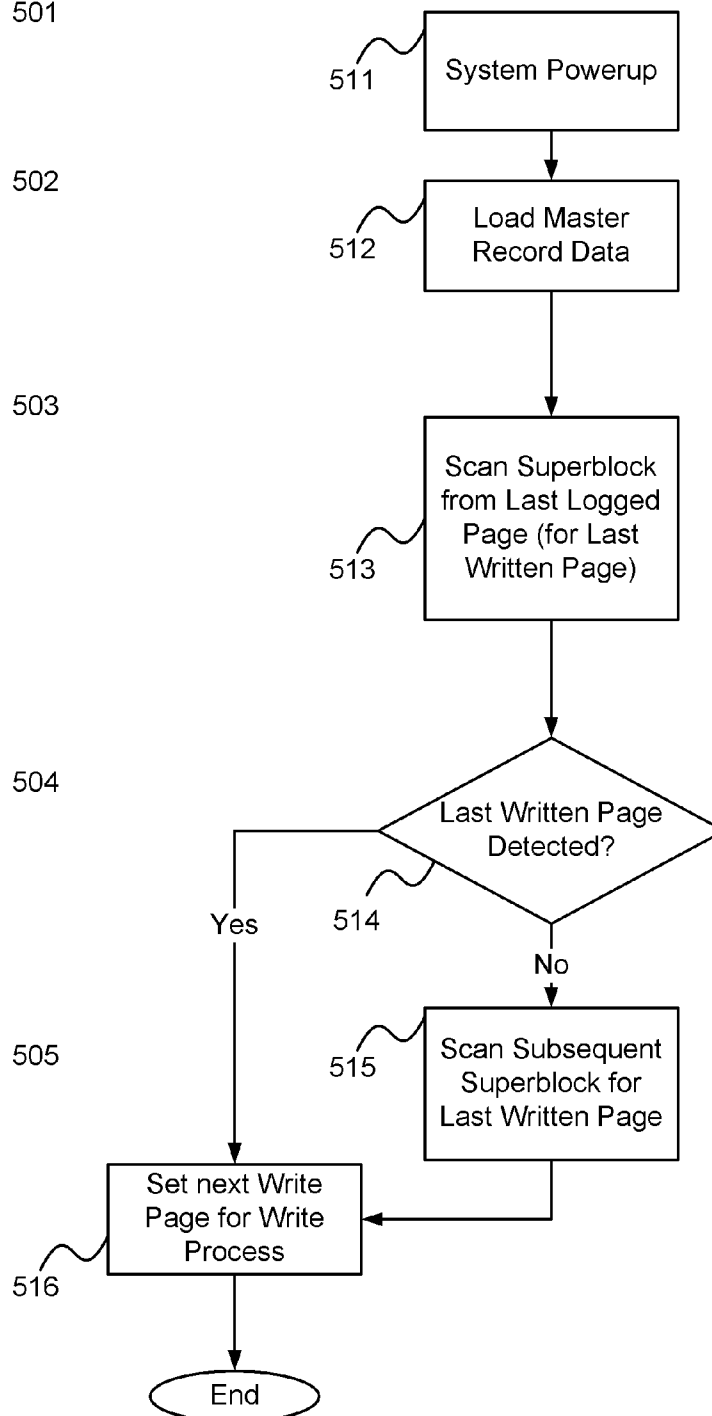 501
System Powerup
511
502
Load Master
Record Data
512
503
Scan Superblock
from Last Logged
Page (for Last
Written Page)
513
504
Last Written Page
Detected?
514
Yes
No
505
515
Scan Subsequent
Superblock for
Last Written Page
Set next Write
Page for Write
Process
516
End